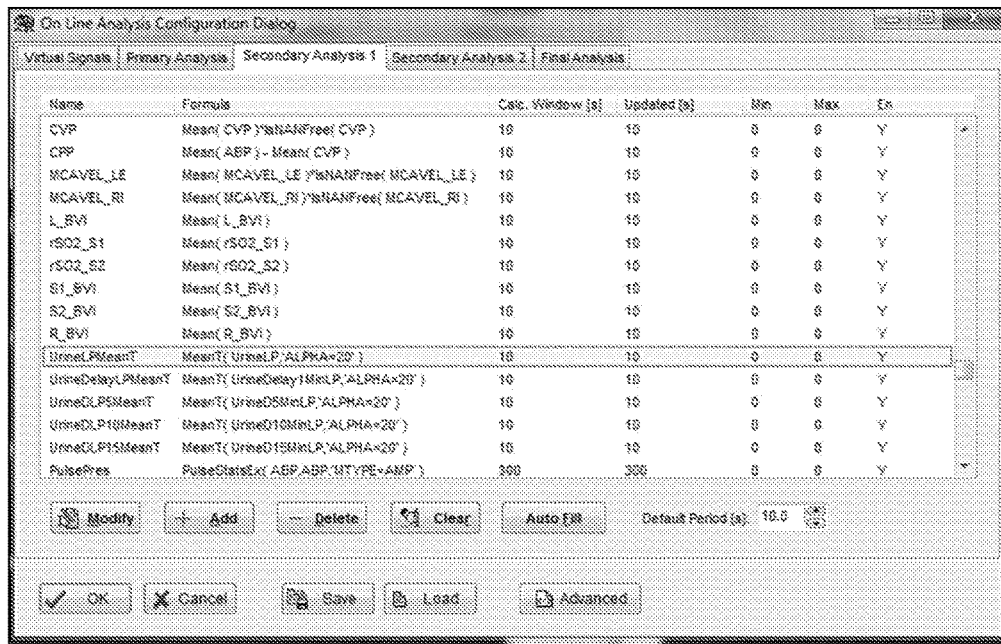 On Line Analysis Configuration Dialog
Virtual Signals Primary Analysis Secondary Analysis 1 Secondary Analysis 2 Final Analysis
Name Formula Calc. Window [s] Updated [s] Min Max En
CVP Mean( CVP )*IsNANFree( CVP ) 10 10 0 0 Y
CPP Mean( ABP ) - Mean( CVP ) 10 10 0 0 Y
MCAVEL_LE Mean( MCAVEL_LE )*IsNANFree( MCAVEL_LE ) 10 10 0 0 Y
MCAVEL_RI Mean( MCAVEL_RI )*IsNANFree( MCAVEL_RI ) 10 10 0 0 Y
L_BVI Mean( L_BVI ) 10 10 0 0 Y
rSO2_S1 Mean( rSO2_S1 ) 10 10 0 0 Y
rSO2_S2 Mean( rSO2_S2 ) 10 10 0 0 Y
S1_BVI Mean( S1_BVI ) 10 10 0 0 Y
S2_BVI Mean( S2_BVI ) 10 10 0 0 Y
R_BVI Mean( R_BVI ) 10 10 0 0 Y
UrineLPMeanT MeanT( UrineLP,'ALPHA=20' ) 10 10 0 0 Y
UrineDelayLPMeanT MeanT( UrineDelay1MinLP,'ALPHA=20' ) 10 10 0 0 Y
UrineDLP5MeanT MeanT( UrineD5MinLP,'ALPHA=20' ) 10 10 0 0 Y
UrineDLP10MeanT MeanT( UrineD10MinLP,'ALPHA=20' ) 10 10 0 0 Y
UrineDLP15MeanT MeanT( UrineD15MinLP,'ALPHA=20' ) 10 10 0 0 Y
PulsePres PulseStatsEx( ABP,ABP,'MTYPE=AMP' ) 300 300 0 0 Y
Modify Add Delete Clear Auto Fill Default Period [s]: 10.0
OK Cancel Save Load Advanced